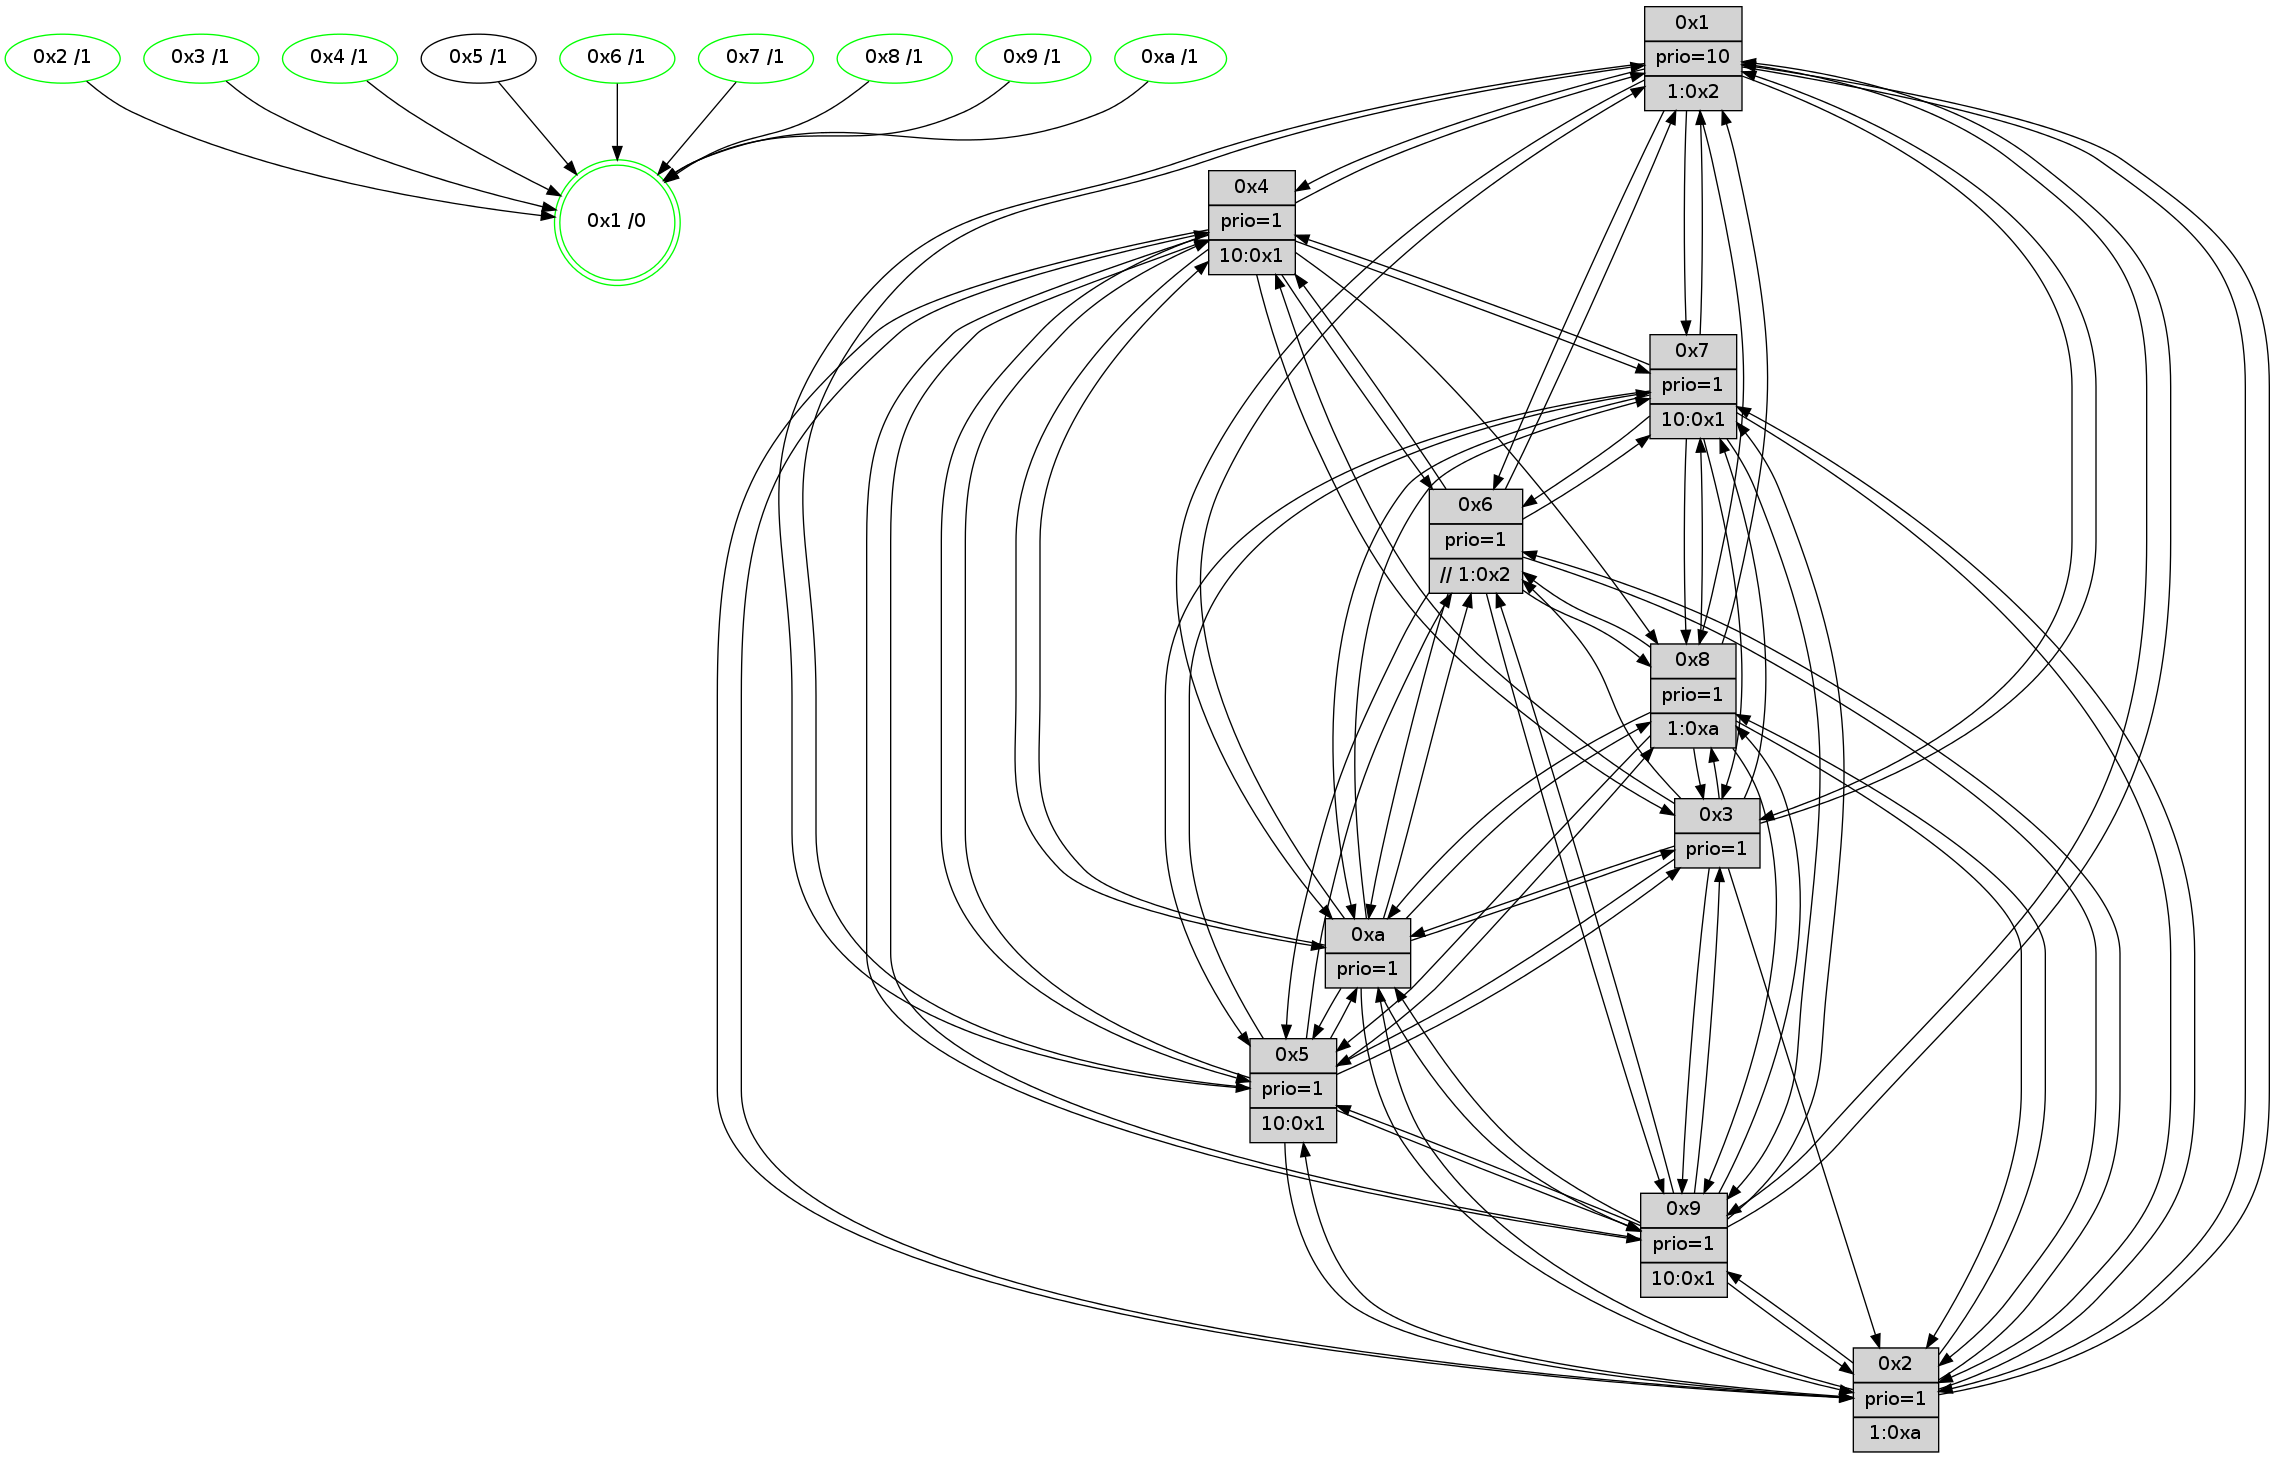 0x2 /1
0x3 /1
0x4 /1
0x5 /1
0x6 /1
0x7 /1
0x8 /1
0x9 /1
0xa /1
0x1 /0
0x1
prio=10
1:0x2
0x4
prio=1
10:0x1
0x7
prio=1
10:0x1
0x6
prio=1
// 1:0x2
0x8
prio=1
1:0xa
0x3
prio=1
0xa
prio=1
0x5
prio=1
10:0x1
0x9
prio=1
10:0x1
0x2
prio=1
1:0xa